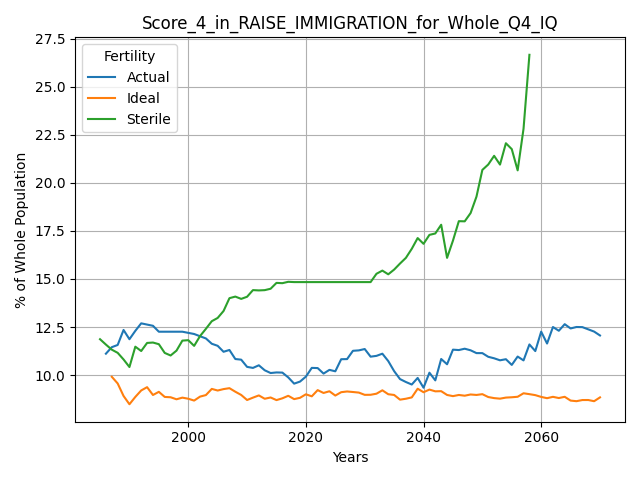 Score_4_in_RAISE_IMMIGRATION_for_Whole_Q4_IQ
27.5
25.0
22.5
20.0
17.5
15.0
12.5
10.0
% of Whole Population
Fertility
Actual
Ideal
Sterile
2000
2020
2040
2060
Years